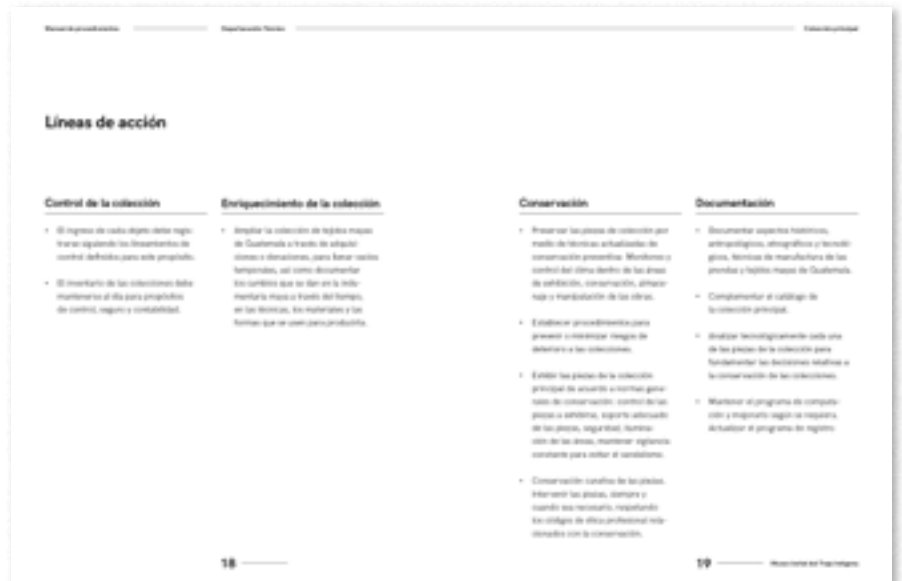 Manual de procedimientos
Departamento Técnico
Colección principal
Líneas de acción
Control de la colección
• El ingreso de cada objeto debe regis-
trarse siguiendo los lineamientos de
control definidos para este propósito.
• El inventario de las colecciones debe
mantenerse al día para propósitos
de control, seguro y contabilidad.
Enriquecimiento de la colección
• Ampliar la colección de tejidos mayas
de Guatemala a través de adquisi-
ciones o donaciones, para llenar vacíos
temporales, así como documentar
los cambios que se dan en la indu-
mentaria maya a través del tiempo,
en las técnicas, los materiales y las
formas que se usan para producirla.
Conservación
• Preservar las piezas de colección por
medio de técnicas actualizadas de
conservación preventiva. Monitoreo y
control del clima dentro de las áreas
de exhibición, conservación, almace-
naje y manipulación de las obras.
• Establecer procedimientos para
prevenir o minimizar riesgos de
deterioro a las colecciones.
• Exhibir las piezas de la colección
principal de acuerdo a normas gene-
rales de conservación: control de las
piezas a exhibirse, soporte adecuado
de las piezas, seguridad, ilumina-
ción de las áreas, mantener vigilancia
constante para evitar el vandalismo.
• Conservación curativa de las piezas.
Intervenir las piezas, siempre y
cuando sea necesario, respetando
los códigos de ética profesional rela-
cionados con la conservación.
Documentación
• Documentar aspectos históricos,
antropológicos, etnográficos y tecnoló-
gicos, técnicas de manufactura de las
prendas y tejidos mayas de Guatemala.
• Complementar el catálogo de
la colección principal.
• Analizar tecnológicamente cada una
de las piezas de la colección para
fundamentar las decisiones relativas a
la conservación de las colecciones.
• Mantener el programa de computa-
ción y mejorarlo según se requiera.
Actualizar el programa de registro.
18
19
Museo Ixchel del Traje Indígena